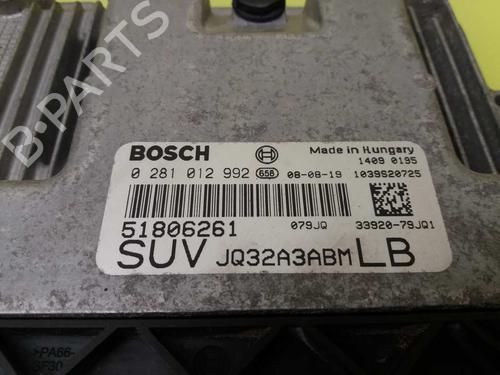 B-PARTS
BOSCH
Made in Hungary
1409 0195
0 281 012 992 658 08-08-19 1039S20725
51806261 079JQ 33920-79JQ1
SUV JQ32A3ABM LB
>PA66-